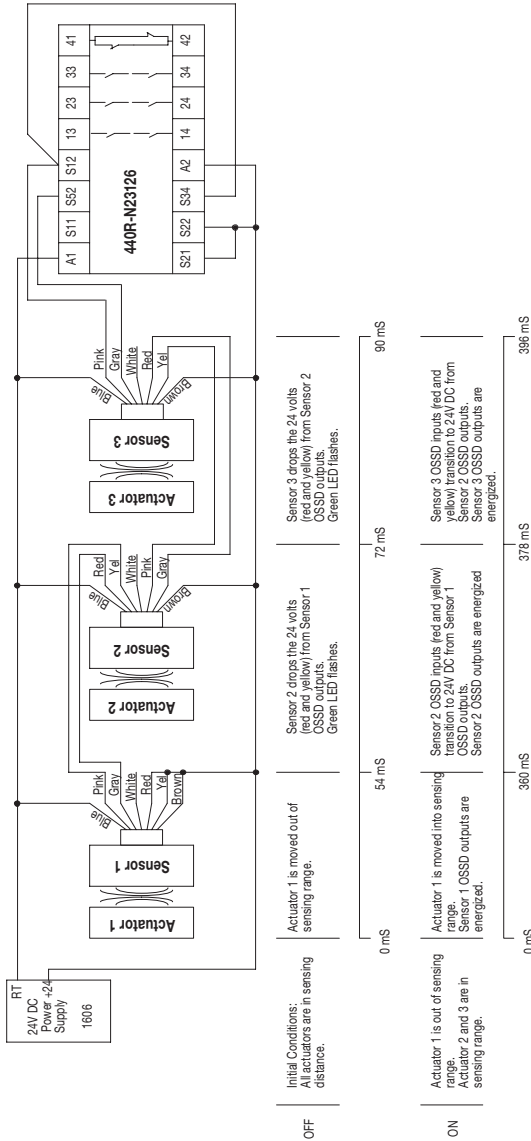 24V DC
Power
Supply
1606
RT
+24
Actuator 1
Sensor 1
Blue
Pink
Gray
White
Red
Yel
Brown
Actuator 2
Sensor 2
Blue
Red
Yel
White
Pink
Gray
Brown
Actuator 3
Sensor 3
Blue
Pink
Gray
White
Red
Yel
Brown
A1
S11
S52
S12
13
23
33
41
440R-N23126
S21
S22
S34
A2
14
24
34
42
OFF
Initial Conditions:
All actuators are in sensing
distance.
Actuator 1 is moved out of
sensing range.
Sensor 2 drops the 24 volts
(red and yellow) from Sensor 1
OSSD outputs.
Green LED flashes.
Sensor 3 drops the 24 volts
(red and yellow) from Sensor 2
OSSD outputs.
Green LED flashes.
0 mS
54 mS
72 mS
90 mS
ON
Actuator 1 is out of sensing
range.
Actuator 2 and 3 are in
sensing range.
Actuator 1 is moved into sensing
range.
Sensor 1 OSSD outputs are
energized.
Sensor 2 OSSD inputs (red and yellow)
transition to 24V DC from Sensor 1
OSSD outputs.
Sensor 2 OSSD outputs are energized
Sensor 3 OSSD inputs (red and
yellow) transition to 24V DC from
Sensor 2 OSSD outputs.
Sensor 3 OSSD outputs are
energized.
0 mS
360 mS
378 mS
396 mS